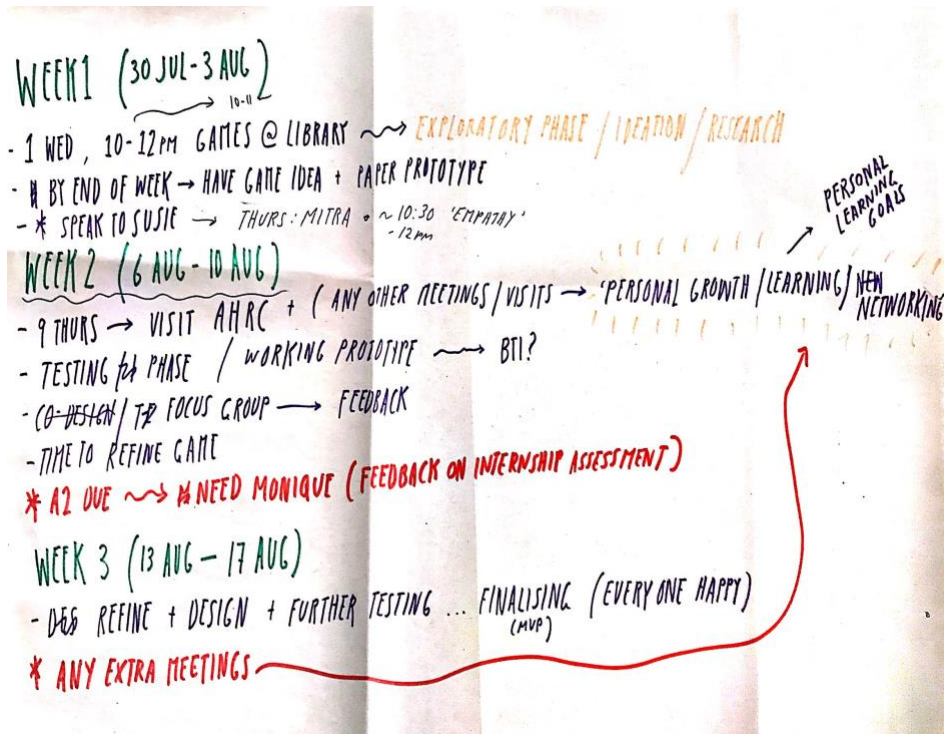 WEEK 1 (30 JUL - 3 AUG)
10-11
- 1 WED, 10-12PM GAMES @ LIBRARY → EXPLORATORY PHASE / IDEATION / RESEARCH
- BY END OF WEEK → HAVE GAME IDEA + PAPER PROTOTYPE
- * SPEAK TO SUSIE → THURS: MITRA • ~10:30 'EMPATAY'
- 12PM
PERSONAL
LEARNING
GOALS
WEEK 2 (6 AUG - 10 AUG)
- 9 THURS → VISIT AHRC + (ANY OTHER MEETINGS/VISITS → 'PERSONAL GROWTH / LEARNING / NEW
NETWORKING
- TESTING PHASE / WORKING PROTOTYPE → BTI?
- CO-DESIGN / FOCUS GROUP → FEEDBACK
- TIME TO REFINE GAME
* A2 DUE → NEED MONIQUE (FEEDBACK ON INTERNSHIP ASSESSMENT)
WEEK 3 (13 AUG - 17 AUG)
- DES REFINE + DESIGN + FURTHER TESTING ... FINALISING (EVERYONE HAPPY)
(MVP)
* ANY EXTRA MEETINGS